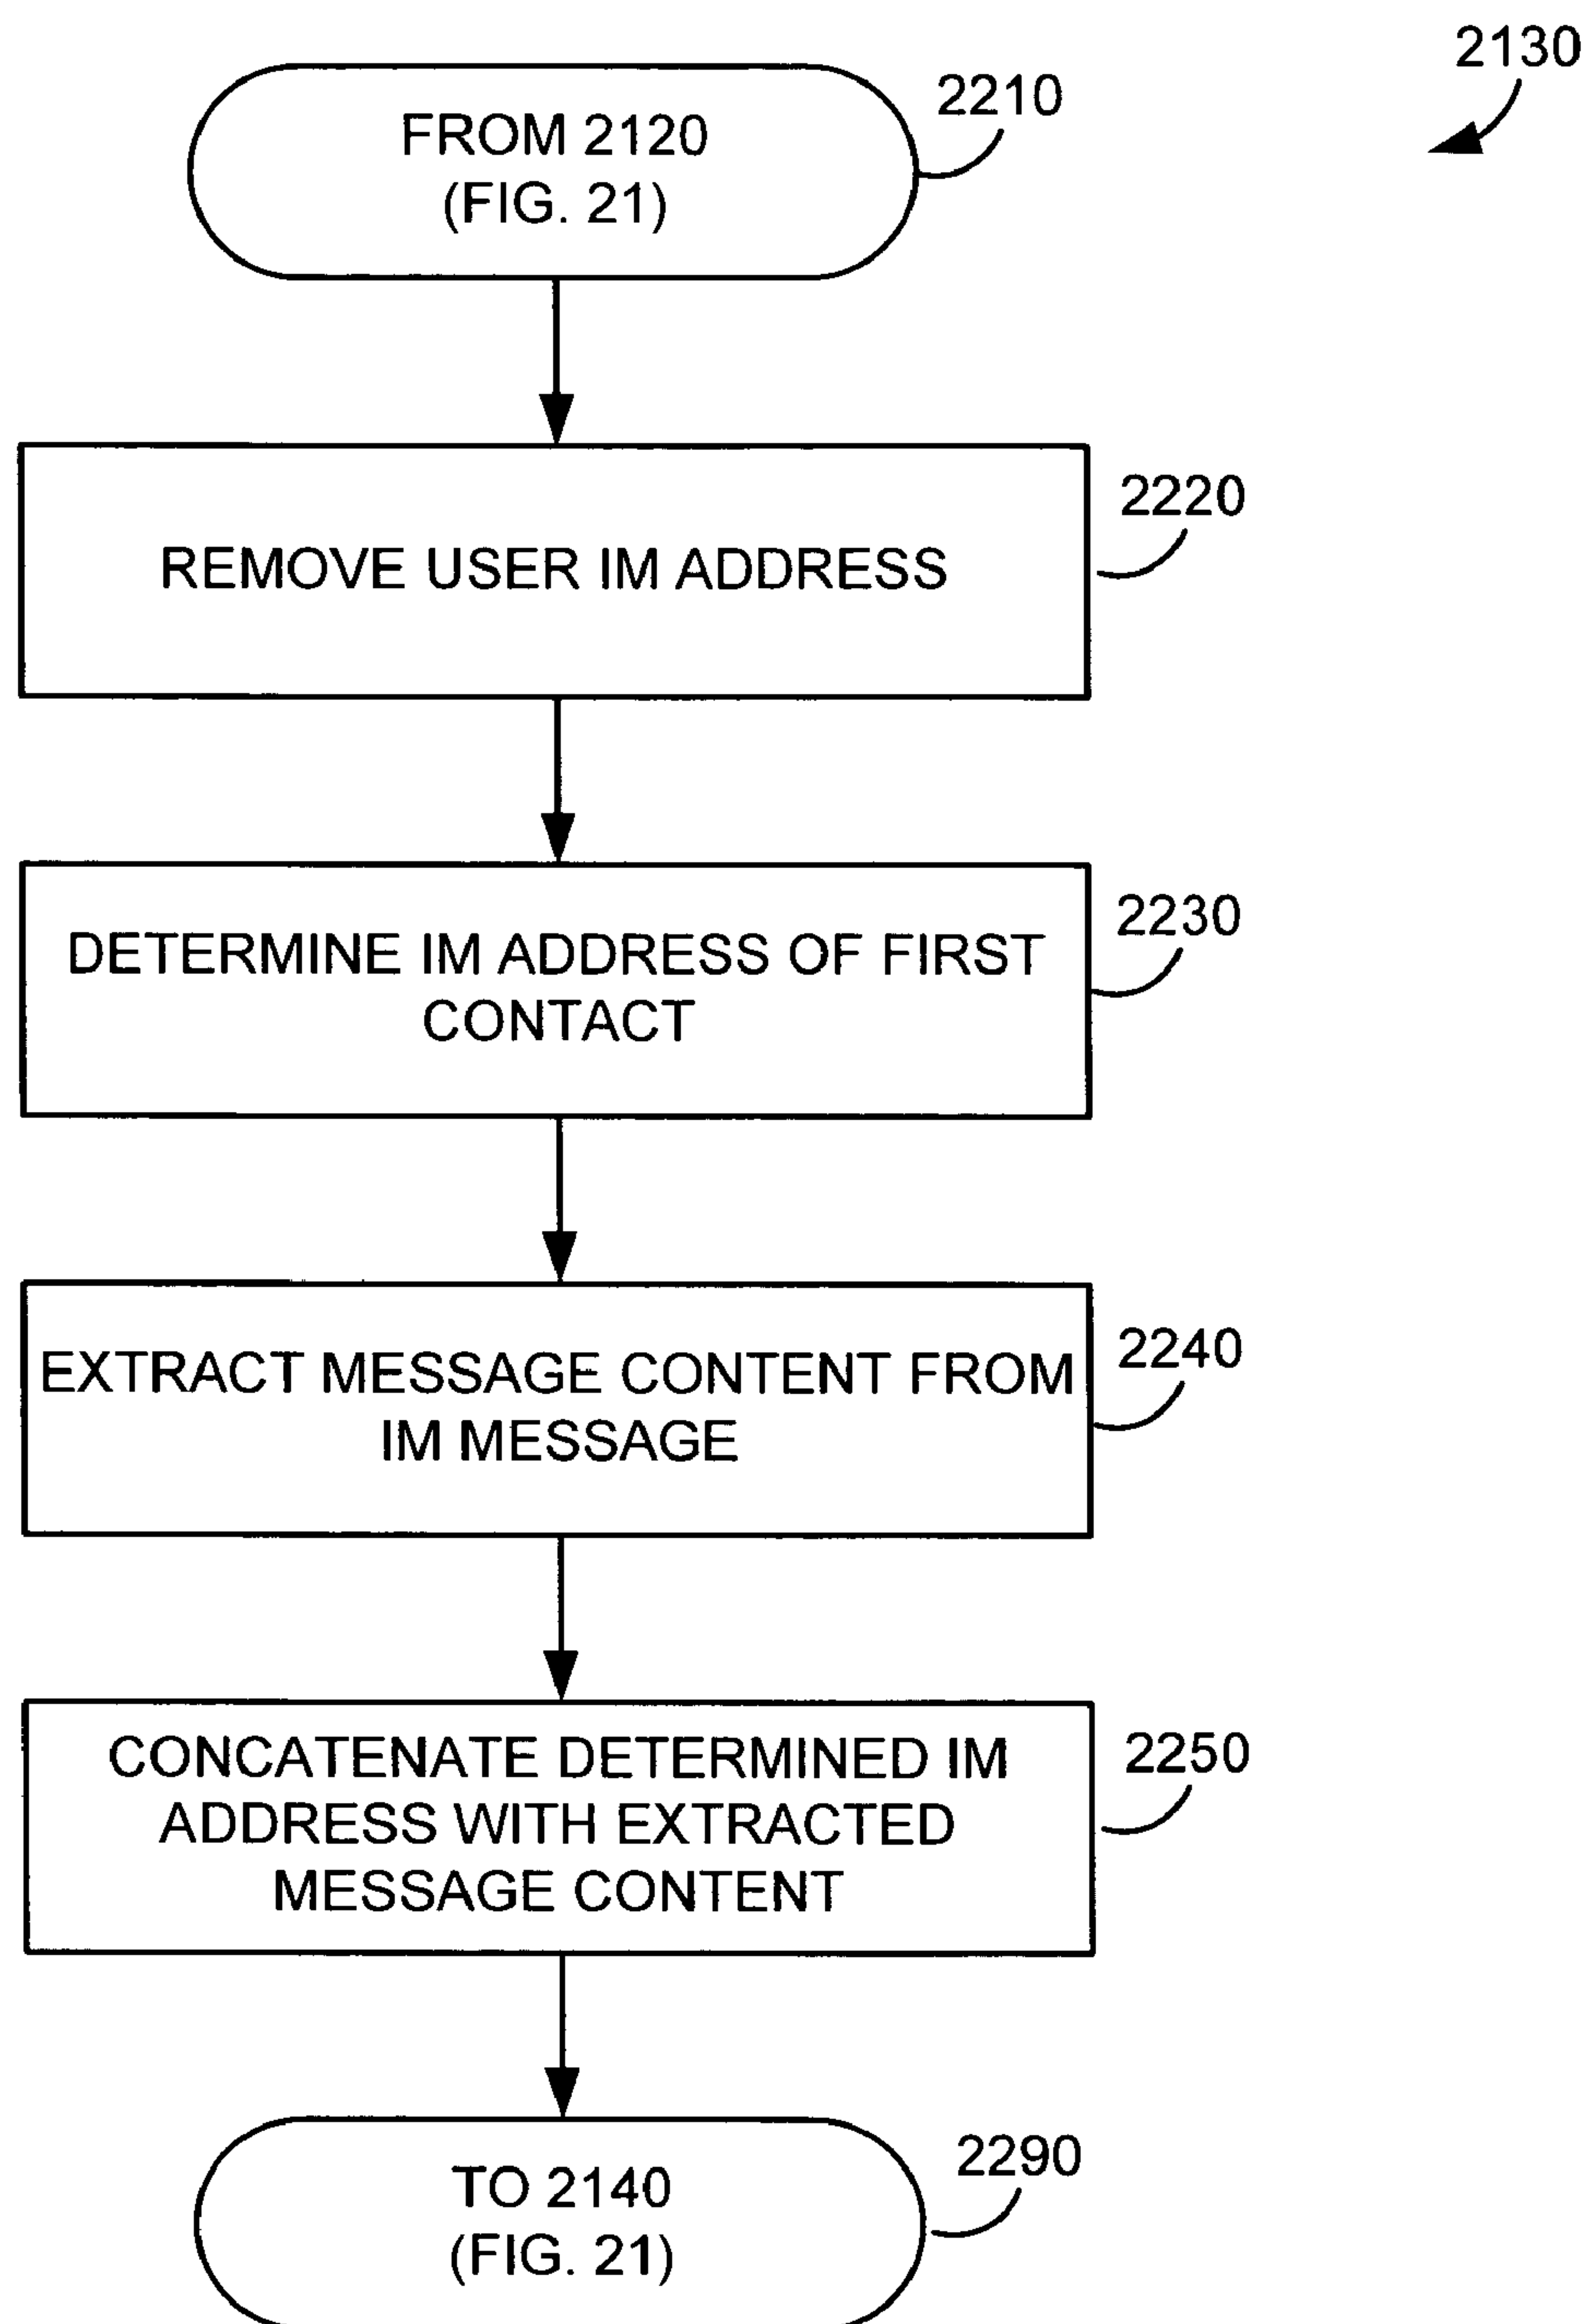 2130
FROM 2120
(FIG. 21)
2210
REMOVE USER IM ADDRESS
2220
DETERMINE IM ADDRESS OF FIRST
CONTACT
2230
EXTRACT MESSAGE CONTENT FROM
IM MESSAGE
2240
CONCATENATE DETERMINED IM
ADDRESS WITH EXTRACTED
MESSAGE CONTENT
2250
TO 2140
(FIG. 21)
2290